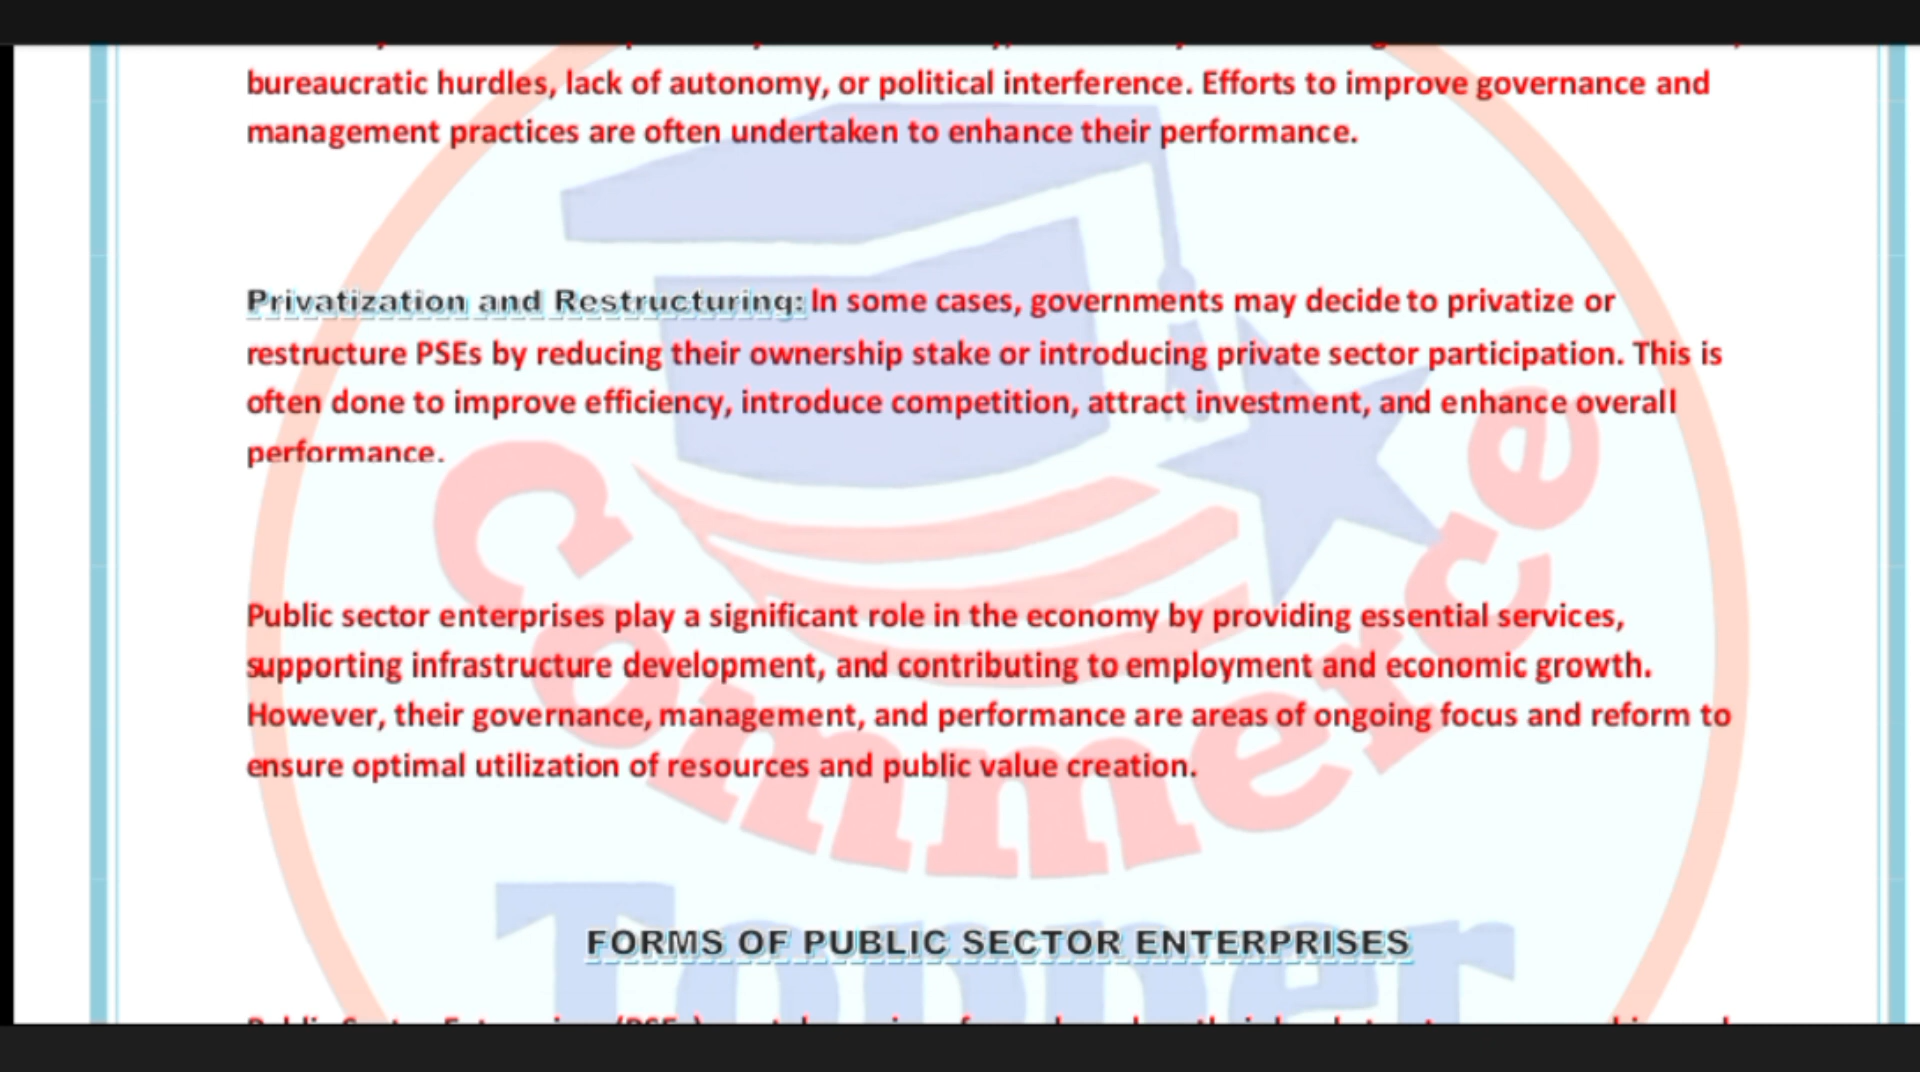 bureaucratic hurdles, lack of autonomy, or political interference. Efforts to improve governance and
management practices are often undertaken to enhance their performance.
Privatization and Restructuring: In some cases, governments may decide to privatize or
restructure PSEs by reducing their ownership stake or introducing private sector participation. This is
often done to improve efficiency, introduce competition, attract investment, and enhance overall
performance.
Public sector enterprises play a significant role in the economy by providing essential services,
supporting infrastructure development, and contributing to employment and economic growth.
However, their governance, management, and performance are areas of ongoing focus and reform to
ensure optimal utilization of resources and public value creation.
Commerce
FORMS OF PUBLIC SECTOR ENTERPRISES
Topper